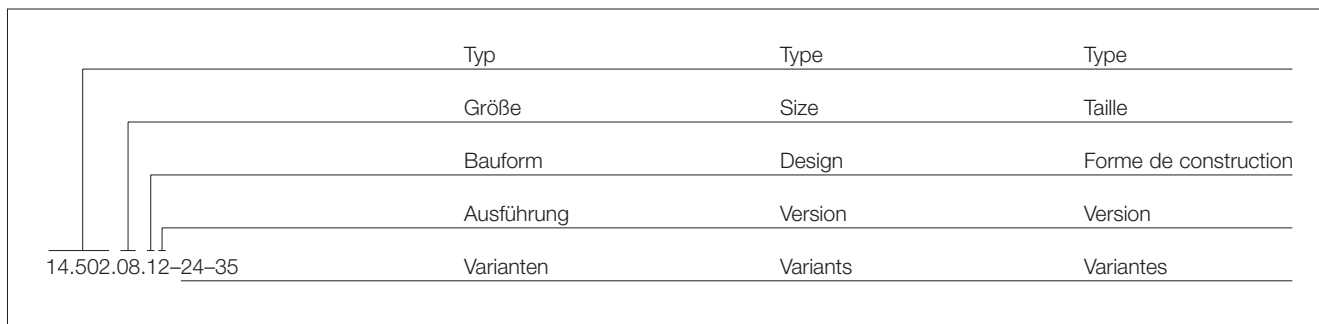 Typ Type Type
Größe Size Taille
Bauform Design Forme de construction
Ausführung Version Version
14.502.08.12–24–35 Varianten Variants Variantes